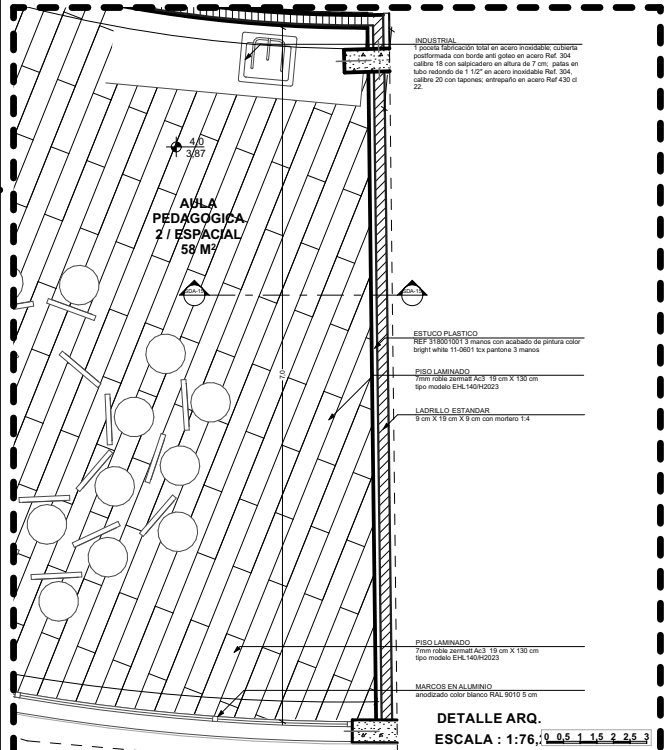 INDUSTRIAL
1 poceta fabricación total en acero inoxidable; cubierta
postformada con borde anti goteo en acero Ref. 304
calibre 18 con salpicadero en altura de 7 cm; patas en
tubo redondo de 1 1/2" en acero inoxidable Ref. 304,
calibre 20 con tapones; entrepaño en acero Ref 430 cl
22.
4,0
3,87
AULA
PEDAGOGICA
2 / ESPACIAL
58 M²
7,0
ESTUCO PLASTICO
REF 318001001 3 manos con acabado de pintura color
bright white 11-0601 tcx pantone 3 manos
PISO LAMINADO
7mm roble zermatt Ac3 19 cm X 130 cm
tipo modelo EHL140/H2023
LADRILLO ESTANDAR
9 cm X 19 cm X 9 cm con mortero 1:4
PISO LAMINADO
7mm roble zermatt Ac3 19 cm X 130 cm
tipo modelo EHL140/H2023
MARCOS EN ALUMINIO
anodizado color blanco RAL 9010 5 cm
DETALLE ARQ.
ESCALA : 1:76,
0 0,5 1 1,5 2 2,5 3